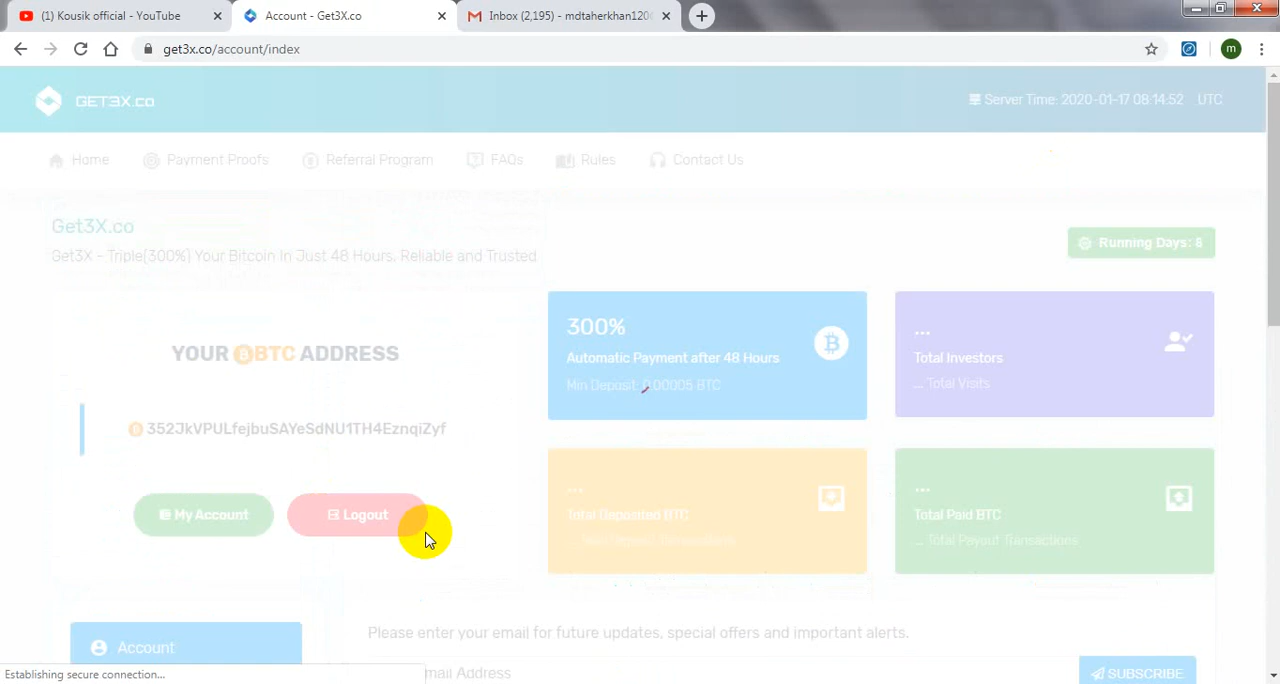 (1) Kousik official - YouTube
Account - Get3X.co
Inbox (2,195) - mdtaherkhan120
get3x.co/account/index
m
GET3X.co
Server Time: 2020-01-17 08:14:52 UTC
Home
Payment Proofs
Referral Program
FAQs
Rules
Contact Us
Get3X.co
Get3X - Triple(300%) Your Bitcoin In Just 48 Hours, Reliable and Trusted.
Running Days: 8
YOUR BTC ADDRESS
352JkVPULfejbuSAYeSdNU1TH4EznqiZyf
My Account
Logout
300%
Automatic Payment after 48 Hours
Min Deposit: 0.00005 BTC
...
Total Investors
... Total Visits
...
Total Deposited BTC
...
Total Paid BTC
... Total Payout Transactions
Please enter your email for future updates, special offers and important alerts.
Account
mail Address
SUBSCRIBE
Establishing secure connection...